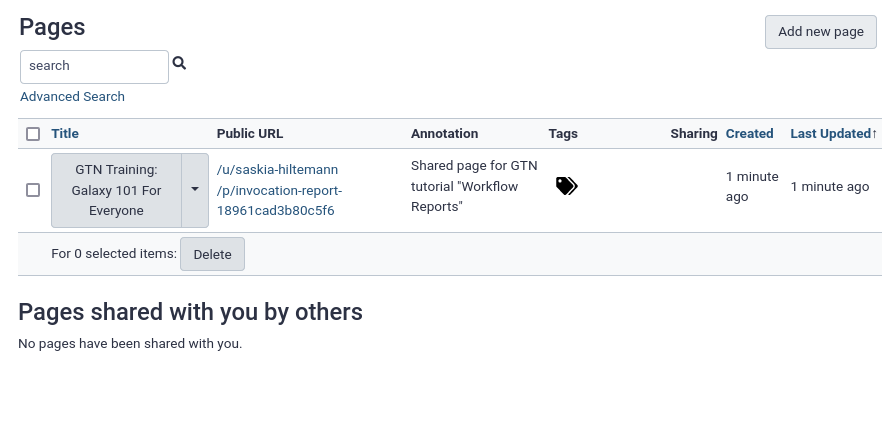 Pages
Add new page
search
Advanced Search
Title Public URL Annotation Tags Sharing Created Last Updated↑
GTN Training:
Galaxy 101 For
Everyone
/u/saskia-hiltemann
/p/invocation-report-
18961cad3b80c5f6
Shared page for GTN
tutorial "Workflow
Reports"
1 minute
ago
1 minute ago
For 0 selected items: Delete
Pages shared with you by others
No pages have been shared with you.